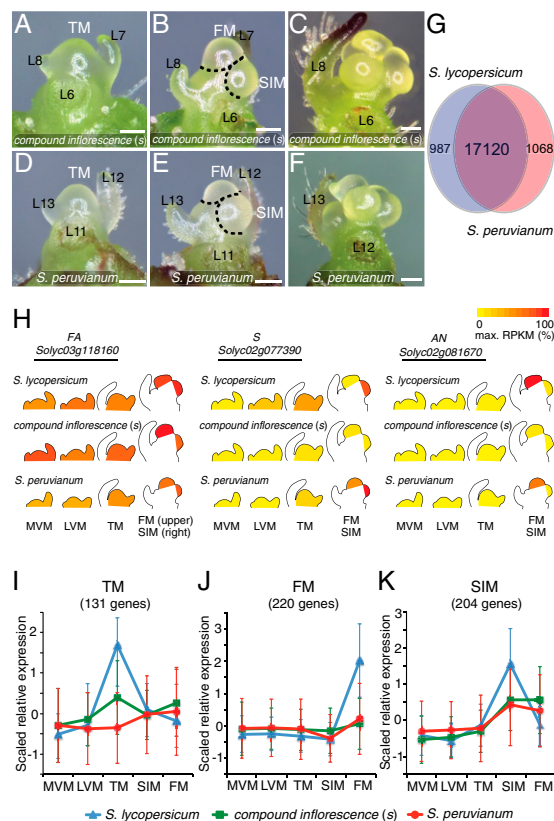 A
TM
L7
L8
L6
compound inflorescence (s)
B
FM
L7
L8
SIM
L6
compound inflorescence (s)
C
L8
L6
compound inflorescence (s)
D
TM
L12
L13
L11
S. peruvianum
E
FM
L12
L13
SIM
L11
S. peruvianum
F
L13
L12
S. peruvianum
G
S. lycopersicum
987 17120 1068
S. peruvianum
H
0 100
max. RPKM (%)
FA
Solyc03g118160
S
Solyc02g077390
AN
Solyc02g081670
S. lycopersicum
S. lycopersicum
S. lycopersicum
compound inflorescence (s)
compound inflorescence (s)
compound inflorescence (s)
S. peruvianum
S. peruvianum
S. peruvianum
MVM LVM TM FM (upper)
SIM (right)
MVM LVM TM FM
SIM
MVM LVM TM FM
SIM
I
TM
(131 genes)
Scaled relative expression
2
1
0
-1
MVM LVM TM SIM FM
J
FM
(220 genes)
Scaled relative expression
3
2
1
0
-1
MVM LVM TM SIM FM
K
SIM
(204 genes)
Scaled relative expression
3
2
1
0
-1
MVM LVM TM SIM FM
S. lycopersicum compound inflorescence (s) S. peruvianum